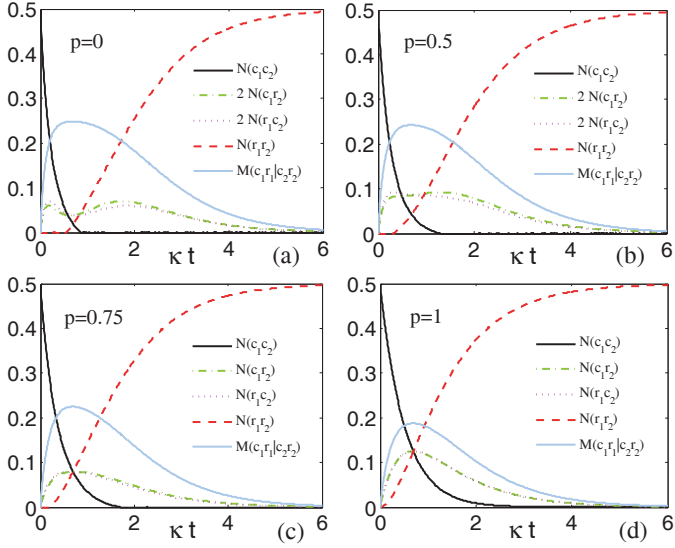 0.5
0.4
0.3
0.2
0.1
0
p=0
N(c₁c₂)
2 N(c₁r₂)
2 N(r₁c₂)
N(r₁r₂)
M(c₁r₁|c₂r₂)
0 2 4 6
κ t
(a)
0.5
0.4
0.3
0.2
0.1
0
p=0.5
N(c₁c₂)
2 N(c₁r₂)
2 N(r₁c₂)
N(r₁r₂)
M(c₁r₁|c₂r₂)
0 2 4 6
κ t
(b)
0.5
0.4
0.3
0.2
0.1
0
p=0.75
N(c₁c₂)
N(c₁r₂)
N(r₁c₂)
N(r₁r₂)
M(c₁r₁|c₂r₂)
0 2 4 6
κ t
(c)
0.5
0.4
0.3
0.2
0.1
0
p=1
N(c₁c₂)
N(c₁r₂)
N(r₁c₂)
N(r₁r₂)
M(c₁r₁|c₂r₂)
0 2 4 6
κ t
(d)